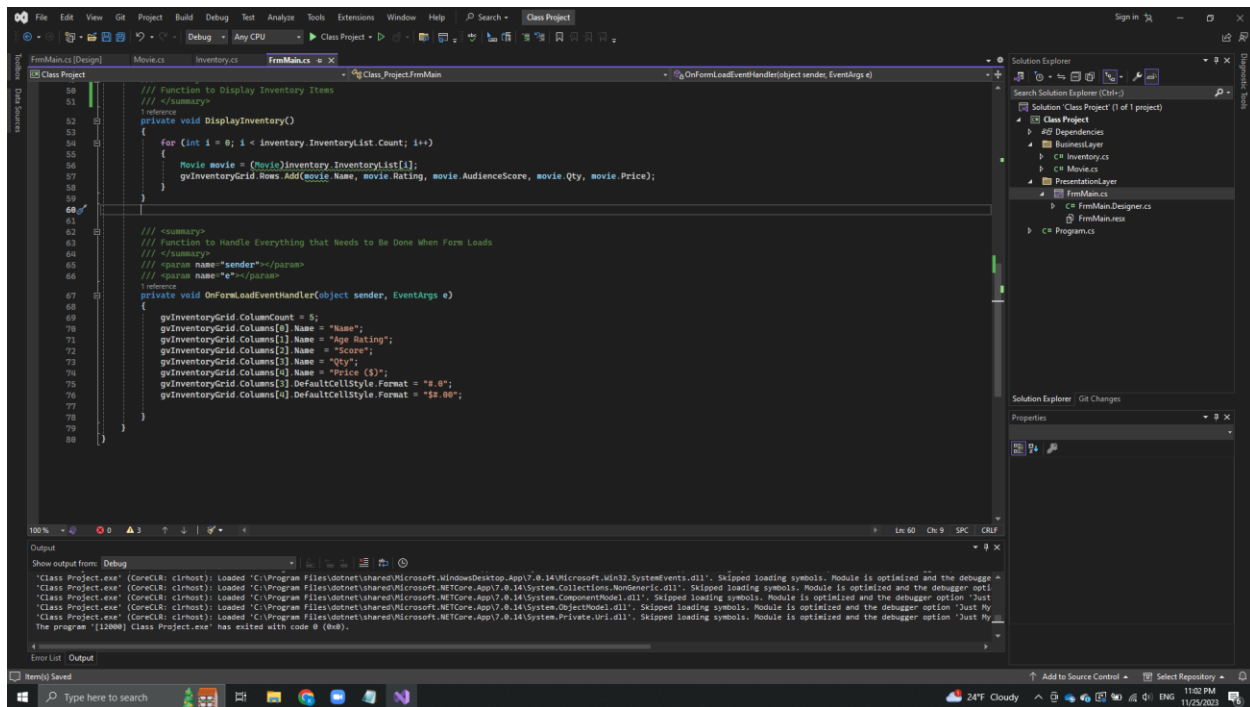 File Edit View Git Project Build Debug Test Analyze Tools Extensions Window Help Search Class Project Sign in
Debug Any CPU Class Project
FrmMain.cs [Design] Movie.cs Inventory.cs FrmMain.cs
Class Project Class_Project.FrmMain OnFormLoadEventHandler(object sender, EventArgs e)
Toolbox
Data Sources
50 /// Function to Display Inventory Items
51 /// </summary>
1 reference
52 private void DisplayInventory()
53 {
54 for (int i = 0; i < inventory.InventoryList.Count; i++)
55 {
56 Movie movie = (Movie)inventory.InventoryList[i];
57 gvInventoryGrid.Rows.Add(movie.Name, movie.Rating, movie.AudienceScore, movie.Qty, movie.Price);
58 }
59 }
60
61
62 /// <summary>
63 /// Function to Handle Everything that Needs to Be Done When Form Loads
64 /// </summary>
65 /// <param name="sender"></param>
66 /// <param name="e"></param>
1 reference
67 private void OnFormLoadEventHandler(object sender, EventArgs e)
68 {
69 gvInventoryGrid.ColumnCount = 5;
70 gvInventoryGrid.Columns[0].Name = "Name";
71 gvInventoryGrid.Columns[1].Name = "Age Rating";
72 gvInventoryGrid.Columns[2].Name = "Score";
73 gvInventoryGrid.Columns[3].Name = "Qty";
74 gvInventoryGrid.Columns[4].Name = "Price ($)";
75 gvInventoryGrid.Columns[3].DefaultCellStyle.Format = "#.0";
76 gvInventoryGrid.Columns[4].DefaultCellStyle.Format = "$#.00";
77
78 }
79 }
80 }
100 % 0 3 Ln: 60 Ch: 9 SPC CRLF
Output
Show output from: Debug
'Class Project.exe' (CoreCLR: clrhost): Loaded 'C:\Program Files\dotnet\shared\Microsoft.WindowsDesktop.App\7.0.14\Microsoft.Win32.SystemEvents.dll'. Skipped loading symbols. Module is optimized and the debugge
'Class Project.exe' (CoreCLR: clrhost): Loaded 'C:\Program Files\dotnet\shared\Microsoft.NETCore.App\7.0.14\System.Collections.NonGeneric.dll'. Skipped loading symbols. Module is optimized and the debugger opti
'Class Project.exe' (CoreCLR: clrhost): Loaded 'C:\Program Files\dotnet\shared\Microsoft.NETCore.App\7.0.14\System.ComponentModel.dll'. Skipped loading symbols. Module is optimized and the debugger option 'Just
'Class Project.exe' (CoreCLR: clrhost): Loaded 'C:\Program Files\dotnet\shared\Microsoft.NETCore.App\7.0.14\System.ObjectModel.dll'. Skipped loading symbols. Module is optimized and the debugger option 'Just My
'Class Project.exe' (CoreCLR: clrhost): Loaded 'C:\Program Files\dotnet\shared\Microsoft.NETCore.App\7.0.14\System.Private.Uri.dll'. Skipped loading symbols. Module is optimized and the debugger option 'Just My
The program '[12000] Class Project.exe' has exited with code 0 (0x0).
Error List Output
Solution Explorer
Search Solution Explorer (Ctrl+;)
Solution 'Class Project' (1 of 1 project)
Class Project
Dependencies
BusinessLayer
C# Inventory.cs
C# Movie.cs
PresentationLayer
FrmMain.cs
C# FrmMain.Designer.cs
FrmMain.resx
C# Program.cs
Solution Explorer Git Changes
Properties
Diagnostic Tools
Item(s) Saved Add to Source Control Select Repository
Type here to search 24°F Cloudy ENG 11:02 PM
11/25/2023